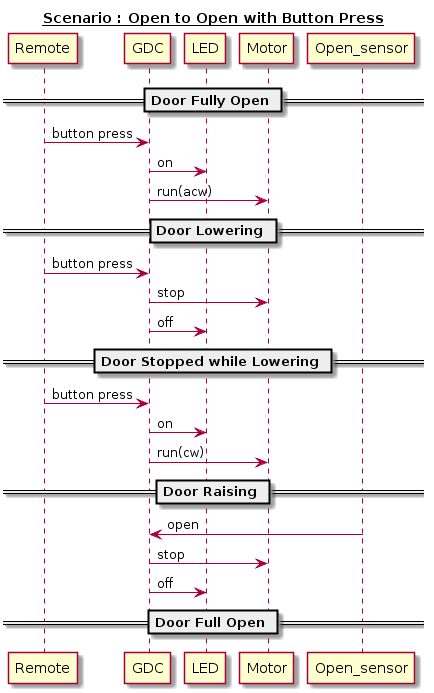 Scenario : Open to Open with Button Press
Remote GDC LED Motor Open_sensor
Door Fully Open
button press
on
run(acw)
Door Lowering
button press
stop
off
Door Stopped while Lowering
button press
on
run(cw)
Door Raising
open
stop
off
Door Full Open
Remote GDC LED Motor Open_sensor